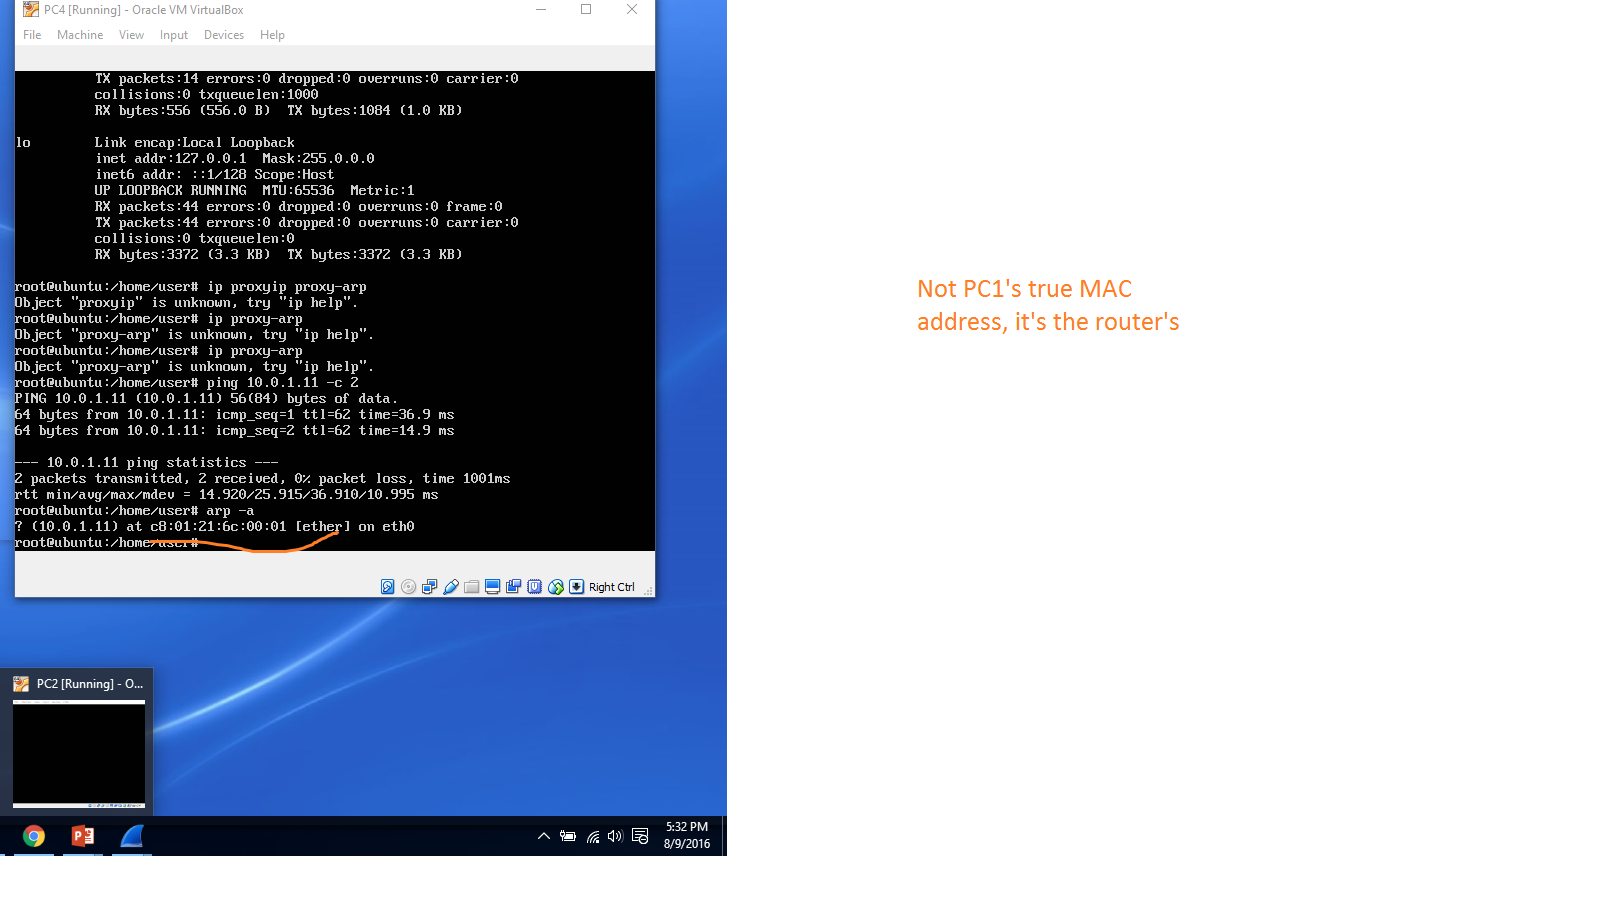 PC4 [Running] - Oracle VM VirtualBox
File Machine View Input Devices Help
TX packets:14 errors:0 dropped:0 overruns:0 carrier:0
collisions:0 txqueuelen:1000
RX bytes:556 (556.0 B)  TX bytes:1084 (1.0 KB)
lo        Link encap:Local Loopback
inet addr:127.0.0.1  Mask:255.0.0.0
inet6 addr: ::1/128 Scope:Host
UP LOOPBACK RUNNING  MTU:65536  Metric:1
RX packets:44 errors:0 dropped:0 overruns:0 frame:0
TX packets:44 errors:0 dropped:0 overruns:0 carrier:0
collisions:0 txqueuelen:0
RX bytes:3372 (3.3 KB)  TX bytes:3372 (3.3 KB)
root@ubuntu:/home/user# ip proxyip proxy-arp
Object "proxyip" is unknown, try "ip help".
root@ubuntu:/home/user# ip proxy-arp
Object "proxy-arp" is unknown, try "ip help".
root@ubuntu:/home/user# ip proxy-arp
Object "proxy-arp" is unknown, try "ip help".
root@ubuntu:/home/user# ping 10.0.1.11 -c 2
PING 10.0.1.11 (10.0.1.11) 56(84) bytes of data.
64 bytes from 10.0.1.11: icmp_seq=1 ttl=62 time=36.9 ms
64 bytes from 10.0.1.11: icmp_seq=2 ttl=62 time=14.9 ms
--- 10.0.1.11 ping statistics ---
2 packets transmitted, 2 received, 0% packet loss, time 1001ms
rtt min/avg/max/mdev = 14.920/25.915/36.910/10.995 ms
root@ubuntu:/home/user# arp -a
? (10.0.1.11) at c8:01:21:6c:00:01 [ether] on eth0
root@ubuntu:/home/user#
Right Ctrl
PC2 [Running] - O...
5:32 PM
8/9/2016
Not PC1's true MAC
address, it's the router's